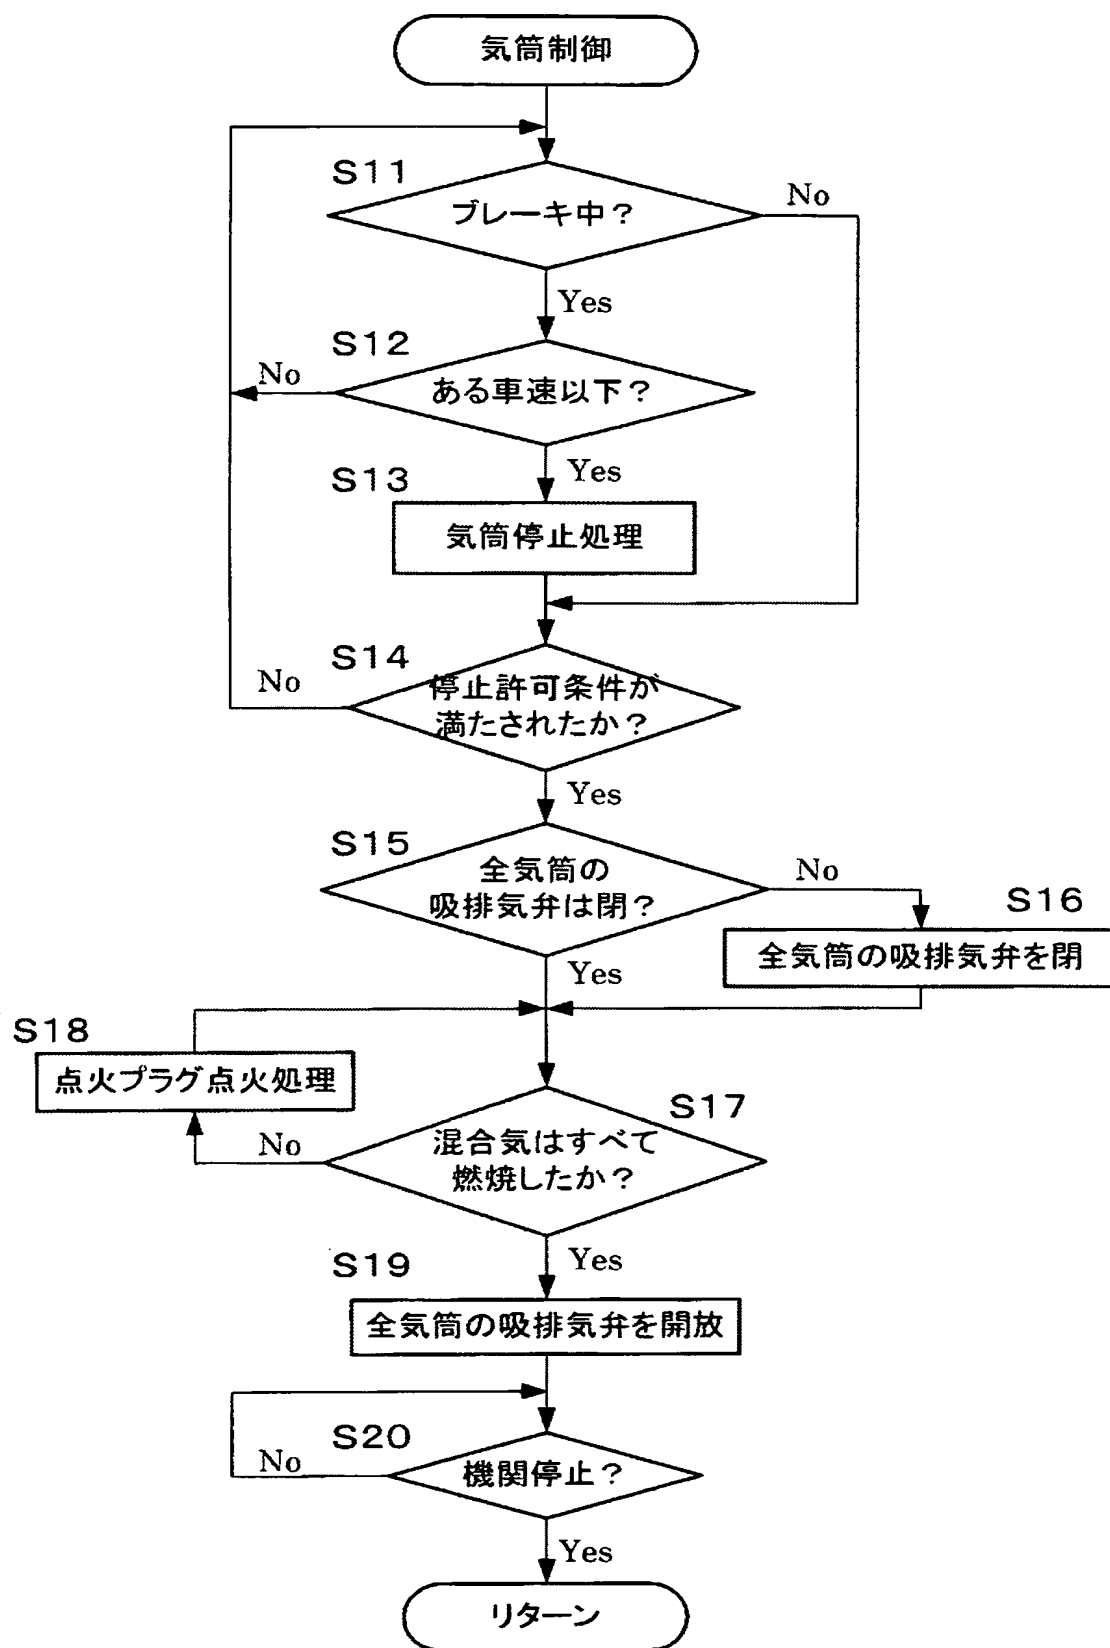 気筒制御
S11
ブレーキ中？
No
Yes
S12
No
ある車速以下？
Yes
S13
気筒停止処理
S14
No
停止許可条件が
満たされたか？
Yes
S15
全気筒の
吸排気弁は閉？
No
S16
全気筒の吸排気弁を閉
Yes
S18
点火プラグ点火処理
S17
No
混合気はすべて
燃焼したか？
Yes
S19
全気筒の吸排気弁を開放
S20
No
機関停止？
Yes
リターン